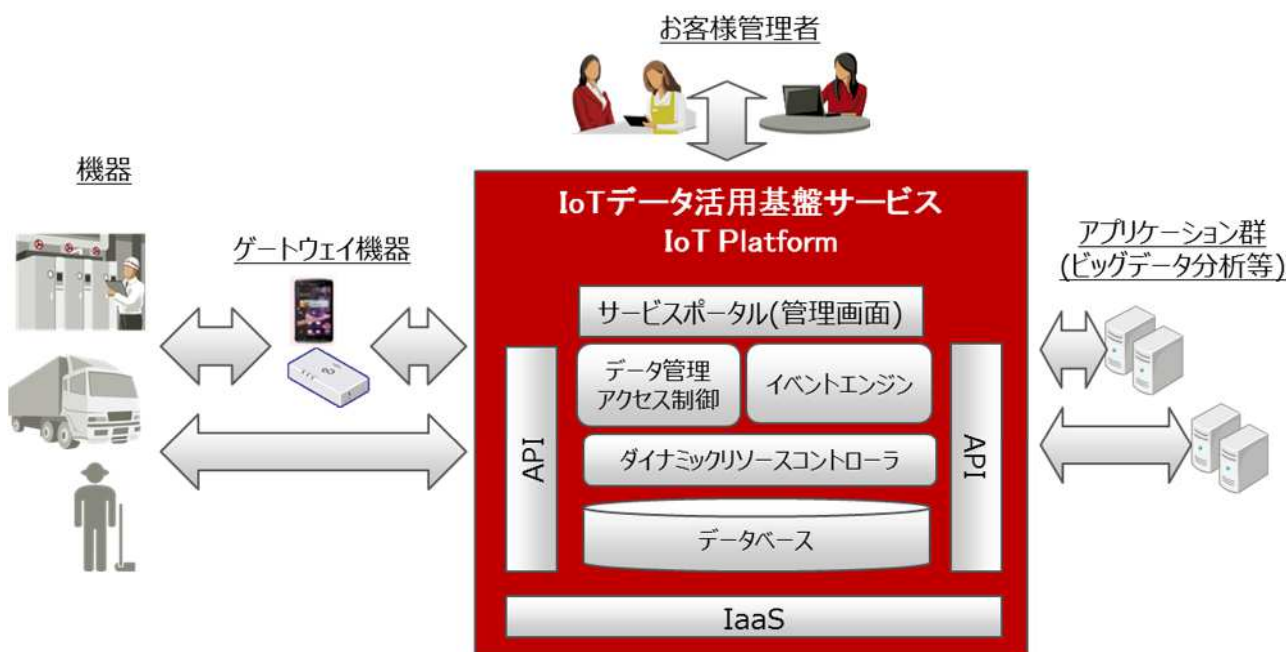 お客様管理者
機器
ゲートウェイ機器
IoTデータ活用基盤サービス
IoT Platform
サービスポータル(管理画面)
データ管理
アクセス制御
イベントエンジン
ダイナミックリソースコントローラ
データベース
API
API
IaaS
アプリケーション群
(ビッグデータ分析等)